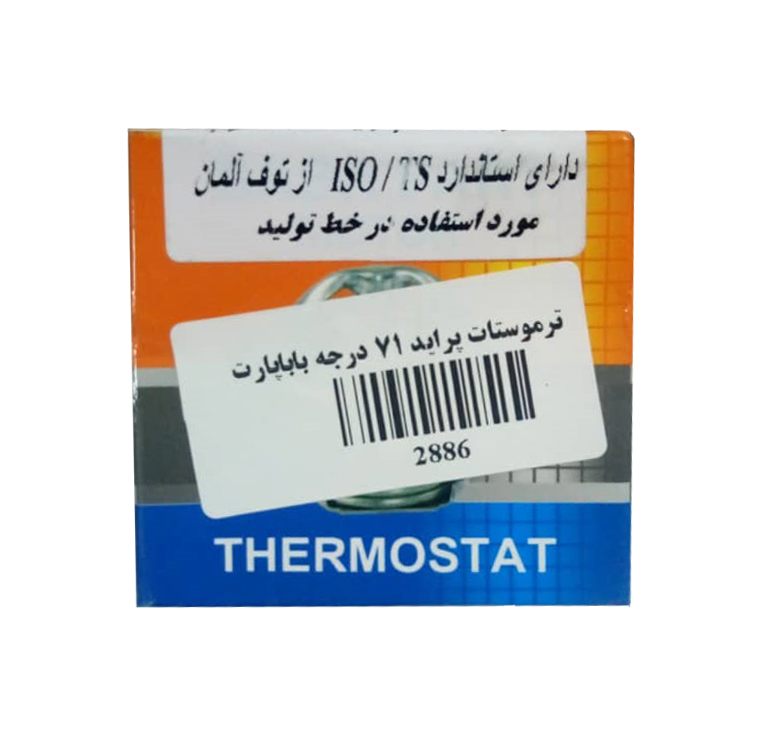 دارای استاندارد ISO / TS از توف آلمان
مورد استفاده در خط تولید
ترموستات پراید ۷۱ درجه باباپارت
2886
THERMOSTAT